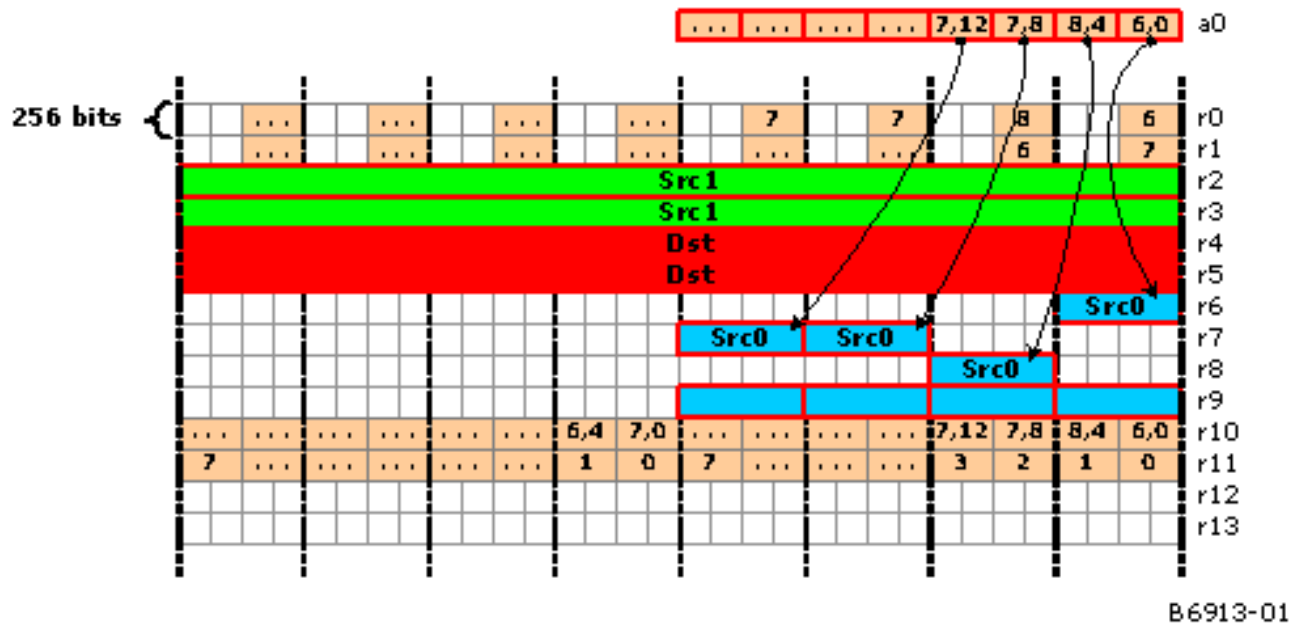 ... ... ... ... 7,12 7,8 8,4 6,0 a0
256 bits { ... ... ... ... 7 7 8 6 r0
... ... ... ... ... ... 6 7 r1
Src1 r2
Src1 r3
Dst r4
Dst r5
Src0 r6
Src0 Src0 r7
Src0 r8
r9
... ... ... ... ... ... 6,4 7,0 ... ... ... ... 7,12 7,8 8,4 6,0 r10
7 ... ... ... ... ... 1 0 7 ... ... ... 3 2 1 0 r11
r12
r13
B6913-01